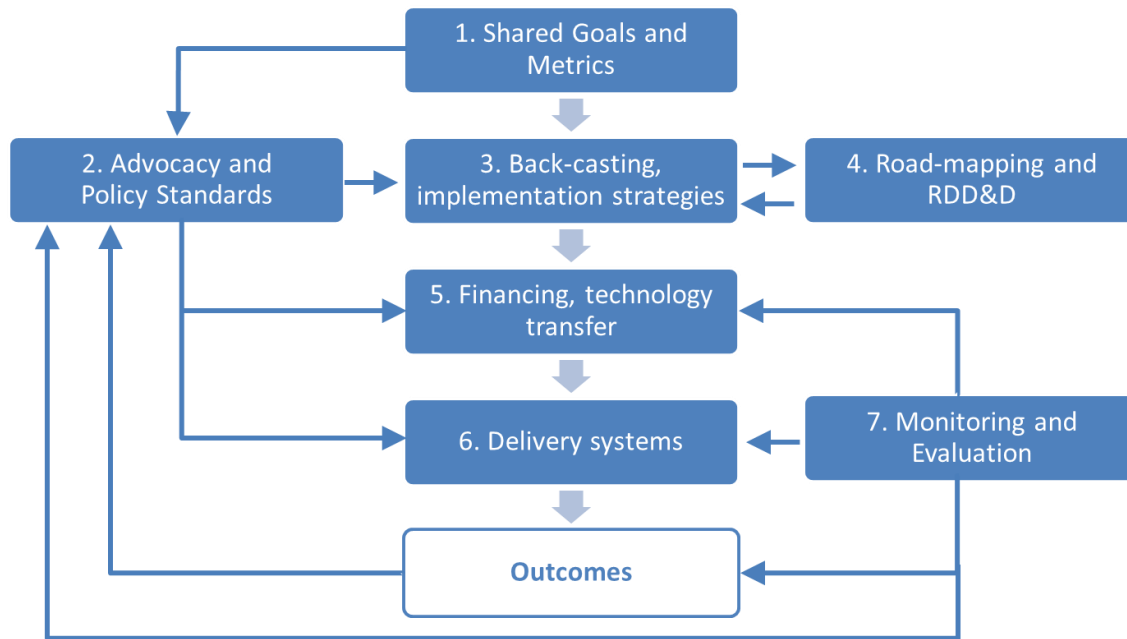 1. Shared Goals and
Metrics
2. Advocacy and
Policy Standards
3. Back-casting,
implementation strategies
4. Road-mapping and
RDD&D
5. Financing, technology
transfer
6. Delivery systems
7. Monitoring and
Evaluation
Outcomes